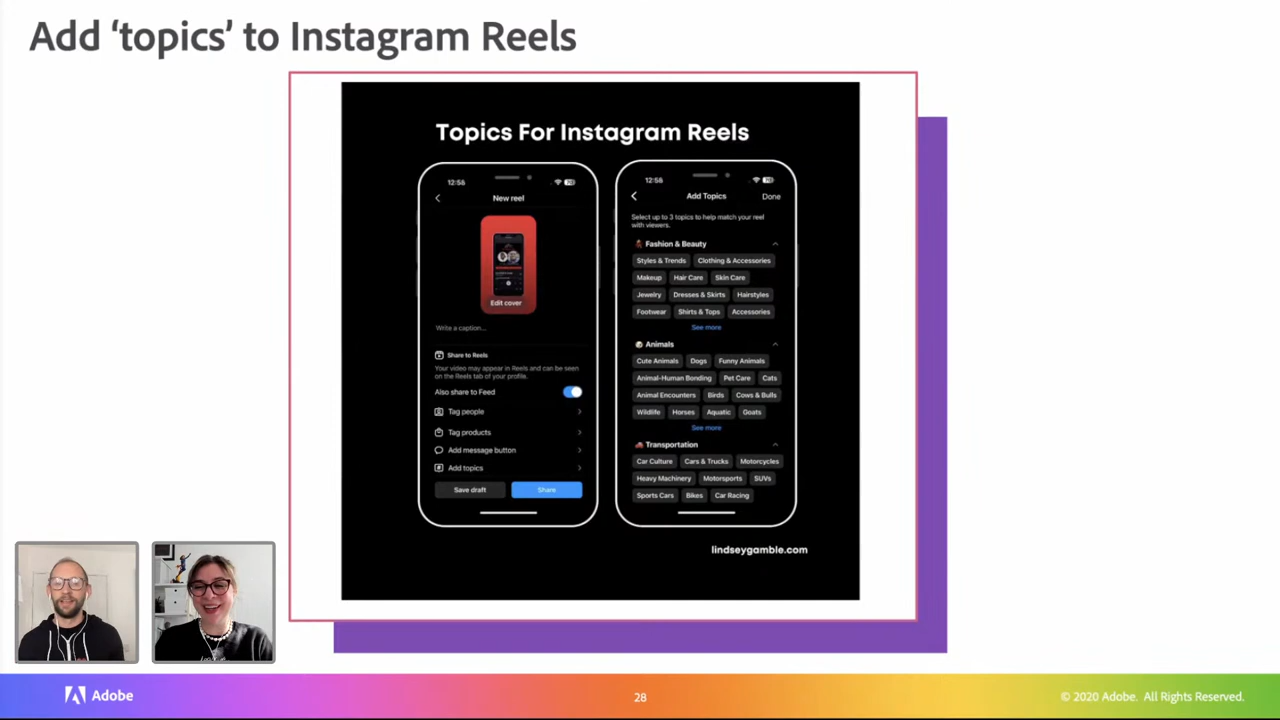 Add ‘topics’ to Instagram Reels
Topics For Instagram Reels
12:58
New reel
Edit cover
Write a caption...
Share to Reels
Your video may appear in Reels and can be seen
on the Reels tab of your profile.
Also share to Feed
Tag people
Tag products
Add message button
Add topics
Save draft Share
12:58
Add Topics Done
Select up to 3 topics to help match your reel
with viewers.
Fashion & Beauty
Styles & Trends Clothing & Accessories
Makeup Hair Care Skin Care
Jewelry Dresses & Skirts Hairstyles
Footwear Shirts & Tops Accessories
See more
Animals
Cute Animals Dogs Funny Animals
Animal-Human Bonding Pet Care Cats
Animal Encounters Birds Cows & Bulls
Wildlife Horses Aquatic Goats
See more
Transportation
Car Culture Cars & Trucks Motorcycles
Heavy Machinery Motorsports SUVs
Sports Cars Bikes Car Racing
lindseygamble.com
Adobe
28
© 2020 Adobe. All Rights Reserved.